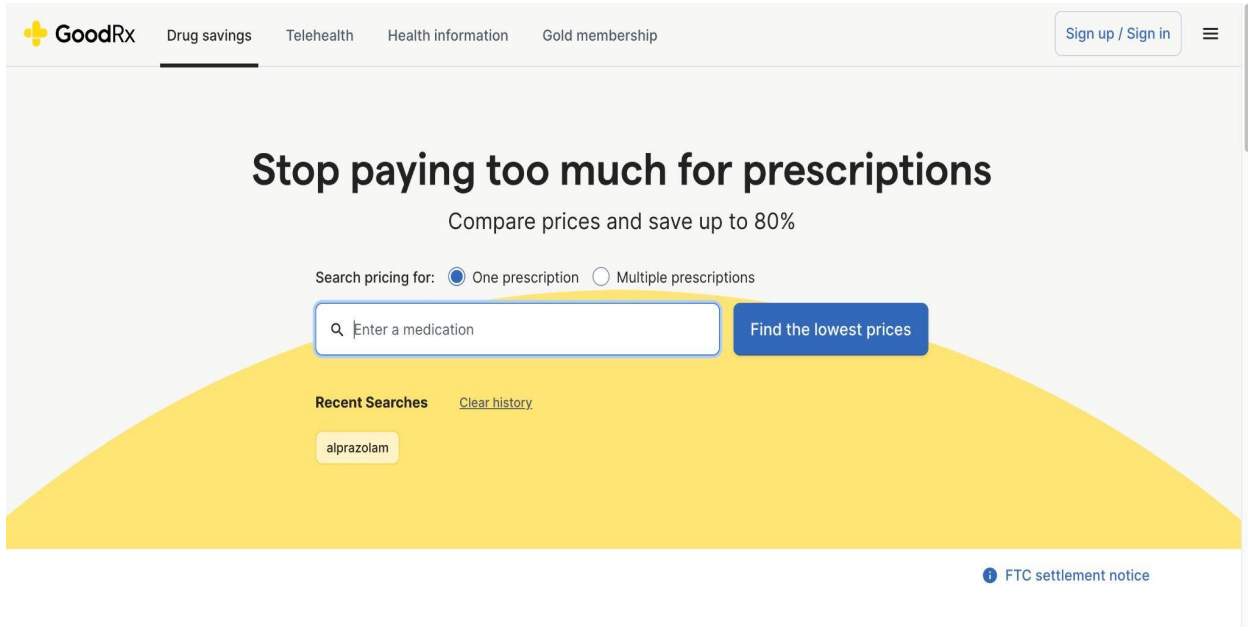 GoodRx Drug savings Telehealth Health information Gold membership Sign up / Sign in
Stop paying too much for prescriptions
Compare prices and save up to 80%
Search pricing for: One prescription Multiple prescriptions
Enter a medication Find the lowest prices
Recent Searches Clear history
alprazolam
FTC settlement notice